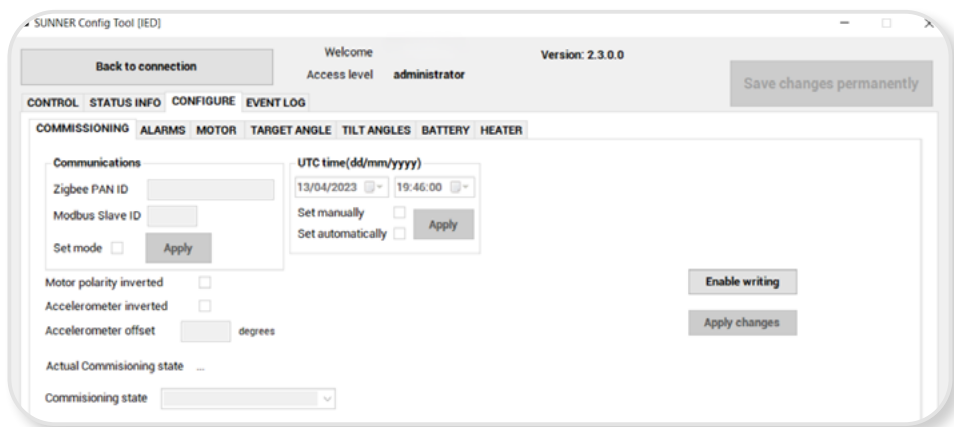 SUNNER Config Tool [IED]
Back to connection
Welcome
Access level administrator
Version: 2.3.0.0
Save changes permanently
CONTROL STATUS INFO CONFIGURE EVENT LOG
COMMISSIONING ALARMS MOTOR TARGET ANGLE TILT ANGLES BATTERY HEATER
Communications
Zigbee PAN ID
Modbus Slave ID
Set mode Apply
UTC time(dd/mm/yyyy)
13/04/2023 19:46:00
Set manually
Set automatically
Apply
Motor polarity inverted
Accelerometer inverted
Accelerometer offset degrees
Actual Commisioning state ...
Commisioning state
Enable writing
Apply changes